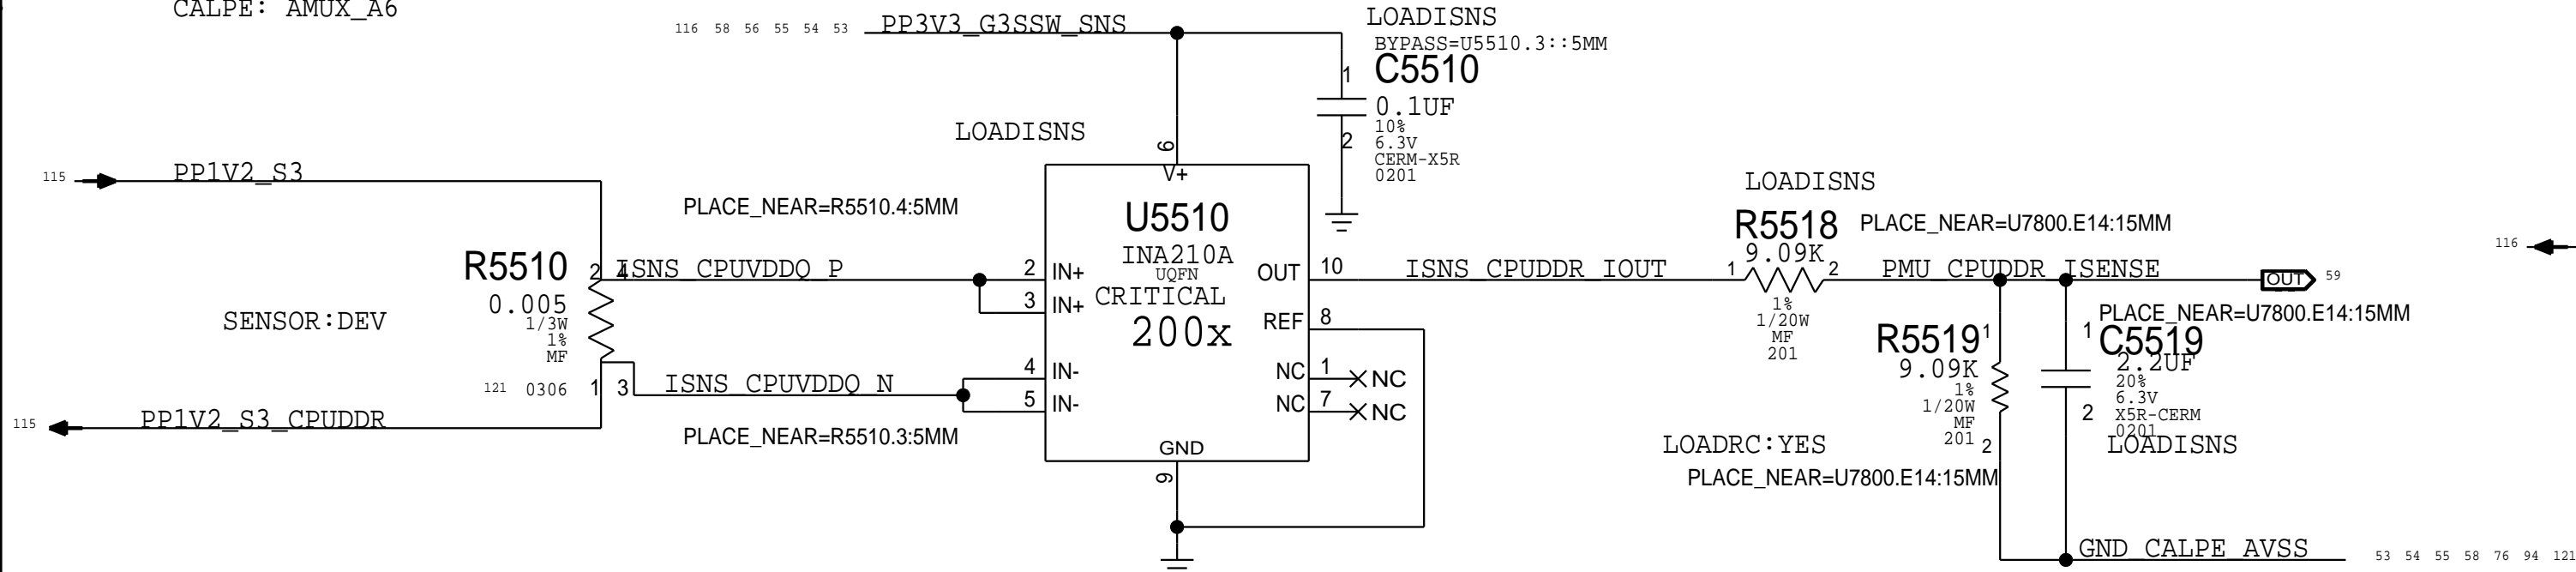 CALPE: AMUX_A6
116 58 56 55 54 53 PP3V3_G3SSW_SNS
LOADISNS
BYPASS=U5510.3::5MM
C5510
1
0.1UF
10%
6.3V
CERM-X5R
0201
2
LOADISNS
6
V+
115 PP1V2_S3
PLACE_NEAR=R5510.4:5MM
U5510
INA210A
UQFN
CRITICAL
200x
R5510
0.005
1/3W
1%
MF
0306
121
2 4
1 3
SENSOR:DEV
ISNS_CPUVDDQ_P
ISNS_CPUVDDQ_N
2 IN+
3 IN+
4 IN-
5 IN-
OUT 10
REF 8
NC 1 NC
NC 7 NC
GND
9
115 PP1V2_S3_CPUDDR
PLACE_NEAR=R5510.3:5MM
ISNS_CPUDDR_IOUT
LOADISNS
R5518
PLACE_NEAR=U7800.E14:15MM
9.09K
1 2
1%
1/20W
MF
201
PMU_CPUDDR_ISENSE
OUT 59
116
PLACE_NEAR=U7800.E14:15MM
R5519
1
9.09K
1%
1/20W
MF
201
2
1
C5519
2.2UF
20%
6.3V
X5R-CERM
0201
2
LOADISNS
LOADRC:YES
PLACE_NEAR=U7800.E14:15MM
GND_CALPE_AVSS 53 54 55 58 76 94 121